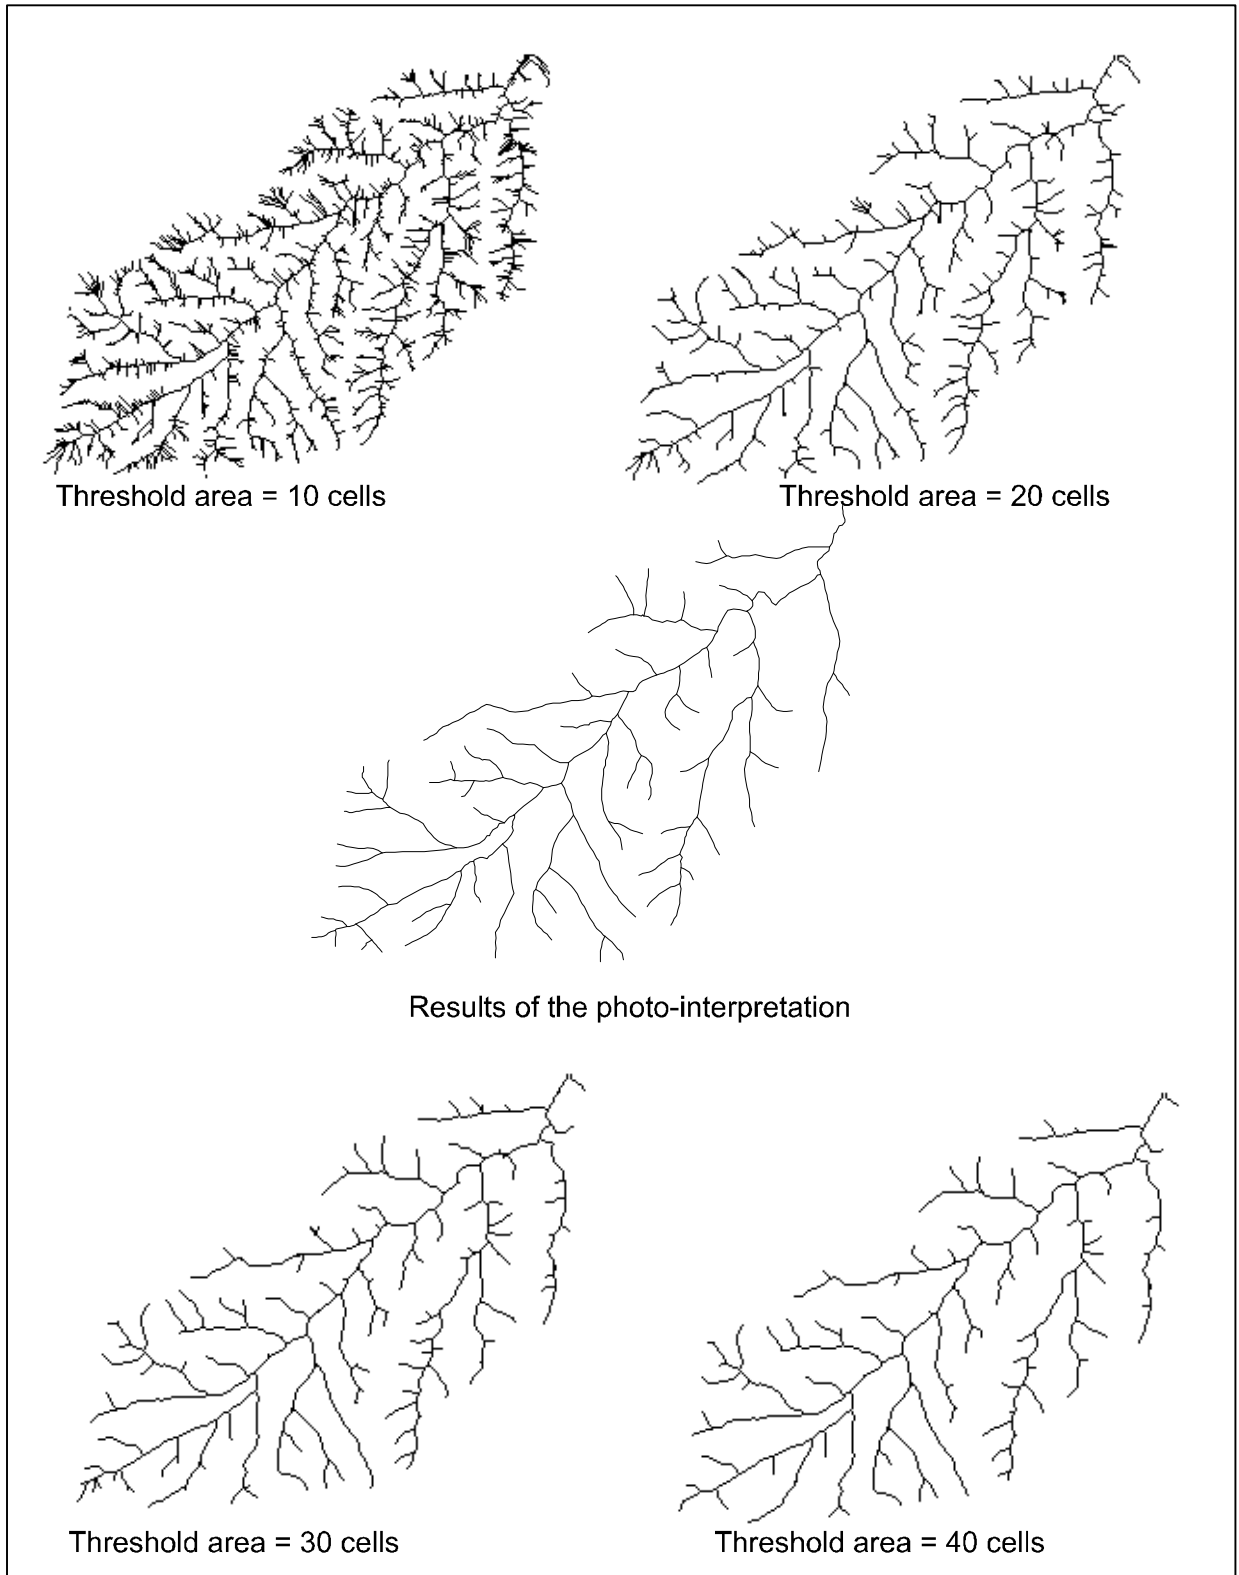 Threshold area = 10 cells
Threshold area = 20 cells
Results of the photo-interpretation
Threshold area = 30 cells
Threshold area = 40 cells